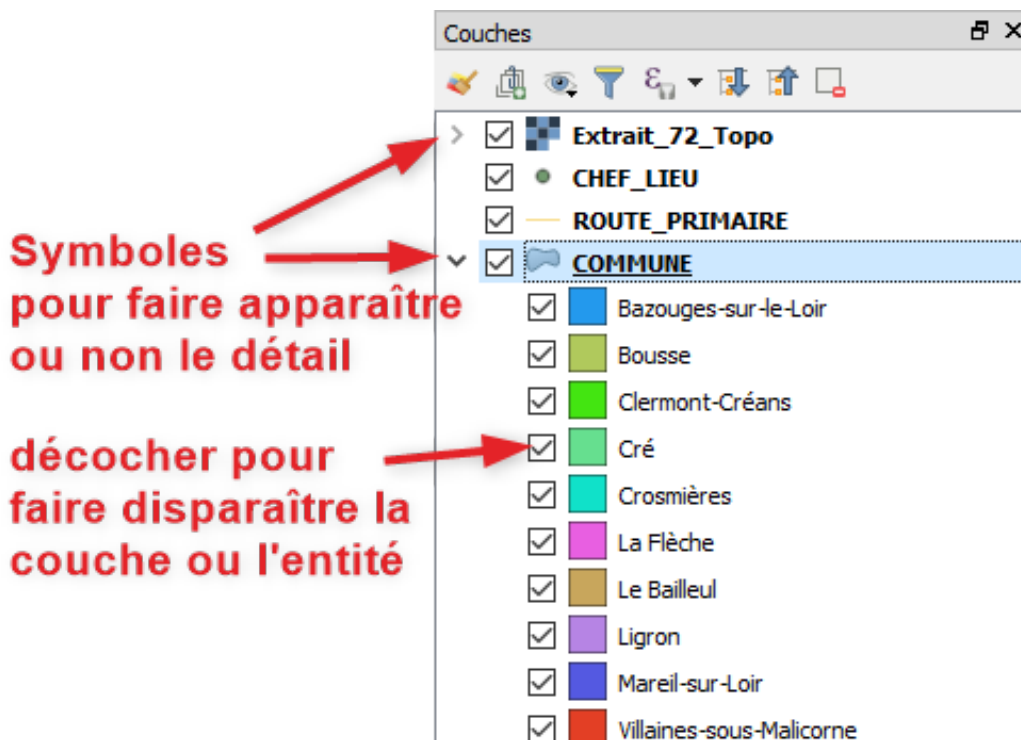 Couches
Extrait_72_Topo
CHEF_LIEU
ROUTE_PRIMAIRE
COMMUNE
Bazouges-sur-le-Loir
Bousse
Clermont-Créans
Cré
Crosmières
La Flèche
Le Bailleul
Ligron
Mareil-sur-Loir
Villaines-sous-Malicorne
Symboles
pour faire apparaître
ou non le détail
décocher pour
faire disparaître la
couche ou l'entité